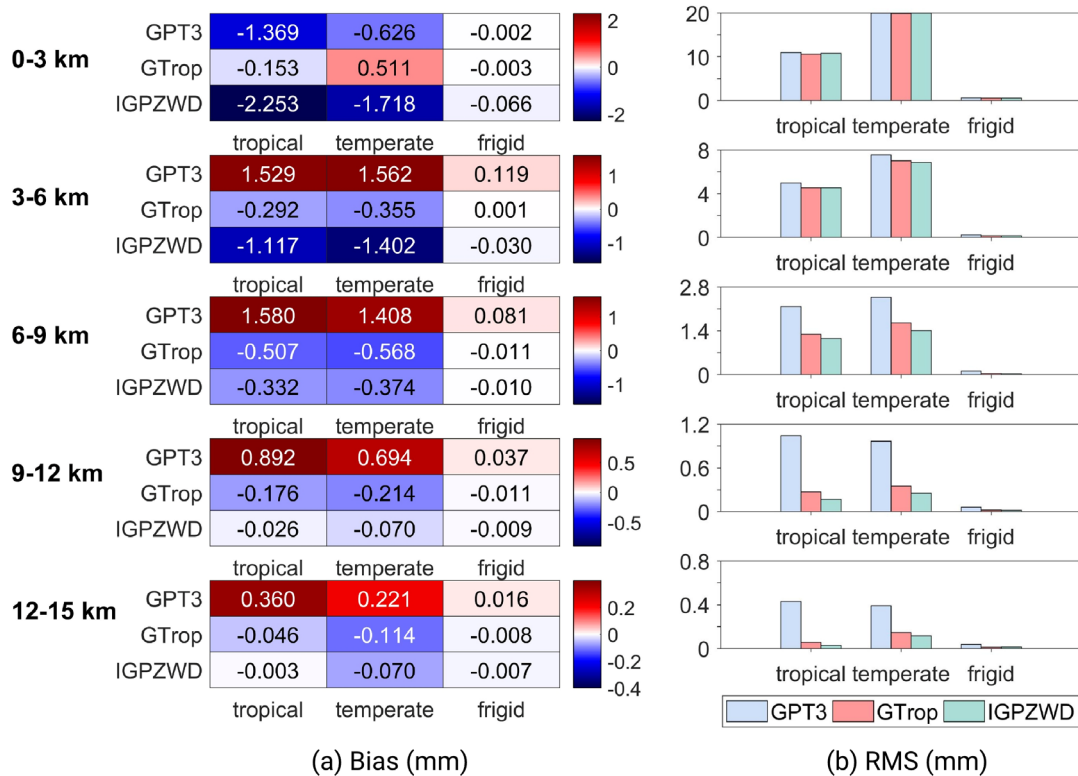 0-3 km
GPT3 -1.369 -0.626 -0.002
GTrop -0.153 0.511 -0.003
IGPZWD -2.253 -1.718 -0.066
tropical temperate frigid
2
1
0
-1
-2
20
10
0
tropical temperate frigid
3-6 km
GPT3 1.529 1.562 0.119
GTrop -0.292 -0.355 0.001
IGPZWD -1.117 -1.402 -0.030
tropical temperate frigid
1
0
-1
8
4
0
tropical temperate frigid
6-9 km
GPT3 1.580 1.408 0.081
GTrop -0.507 -0.568 -0.011
IGPZWD -0.332 -0.374 -0.010
tropical temperate frigid
1
0
-1
2.8
1.4
0
tropical temperate frigid
9-12 km
GPT3 0.892 0.694 0.037
GTrop -0.176 -0.214 -0.011
IGPZWD -0.026 -0.070 -0.009
tropical temperate frigid
0.5
0
-0.5
1.2
0.6
0
tropical temperate frigid
12-15 km
GPT3 0.360 0.221 0.016
GTrop -0.046 -0.114 -0.008
IGPZWD -0.003 -0.070 -0.007
tropical temperate frigid
0.2
0
-0.2
-0.4
0.8
0.4
0
tropical temperate frigid
GPT3 GTrop IGPZWD
(a) Bias (mm)
(b) RMS (mm)